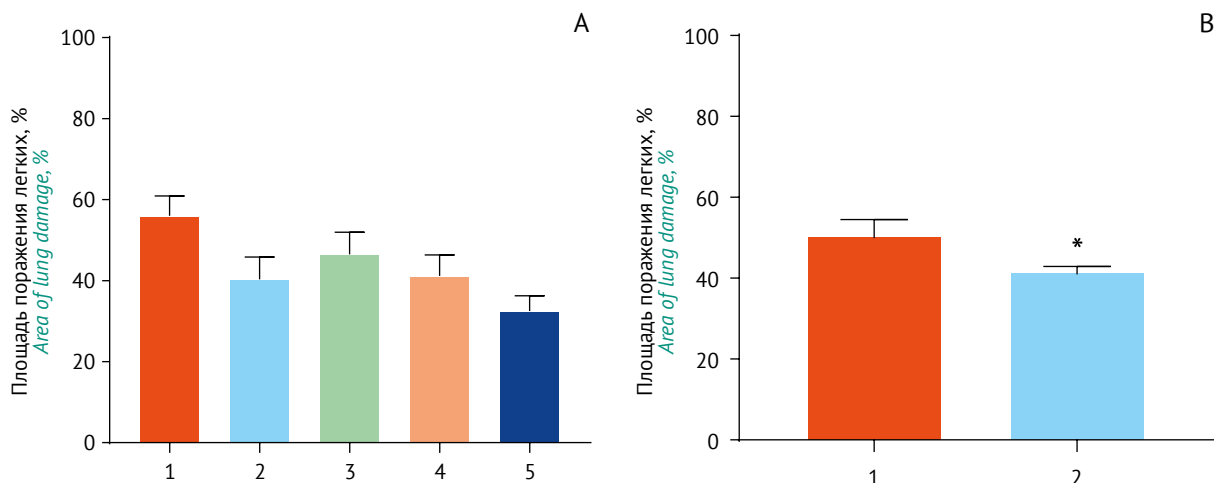 A
Площадь поражения легких, %
Area of lung damage, %
100
80
60
40
20
0
1 2 3 4 5
B
Площадь поражения легких, %
Area of lung damage, %
100
80
60
40
20
0
*
1 2